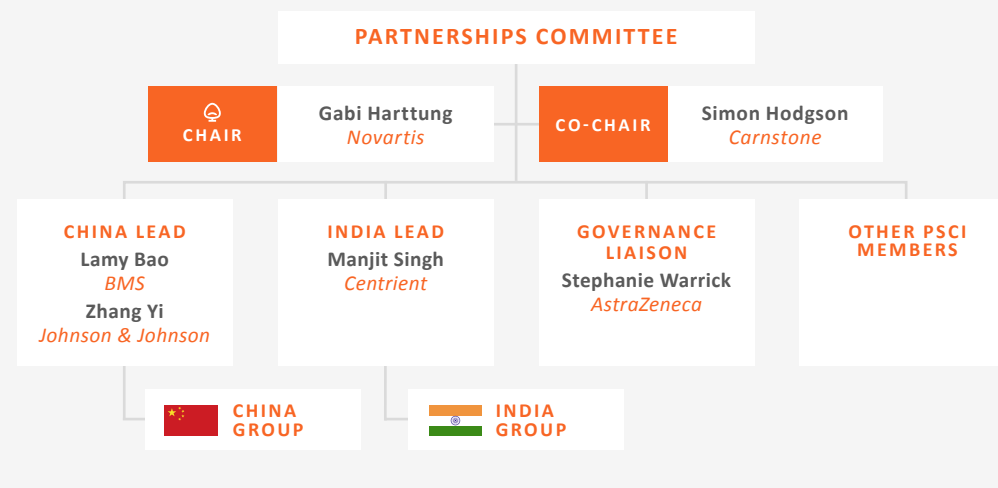 PARTNERSHIPS COMMITTEE
CHAIR
Gabi Harttung
Novartis
CO-CHAIR
Simon Hodgson
Carnstone
CHINA LEAD
Lamy Bao
BMS
Zhang Yi
Johnson & Johnson
INDIA LEAD
Manjit Singh
Centrient
GOVERNANCE
LIAISON
Stephanie Warrick
AstraZeneca
OTHER PSCI
MEMBERS
CHINA
GROUP
INDIA
GROUP